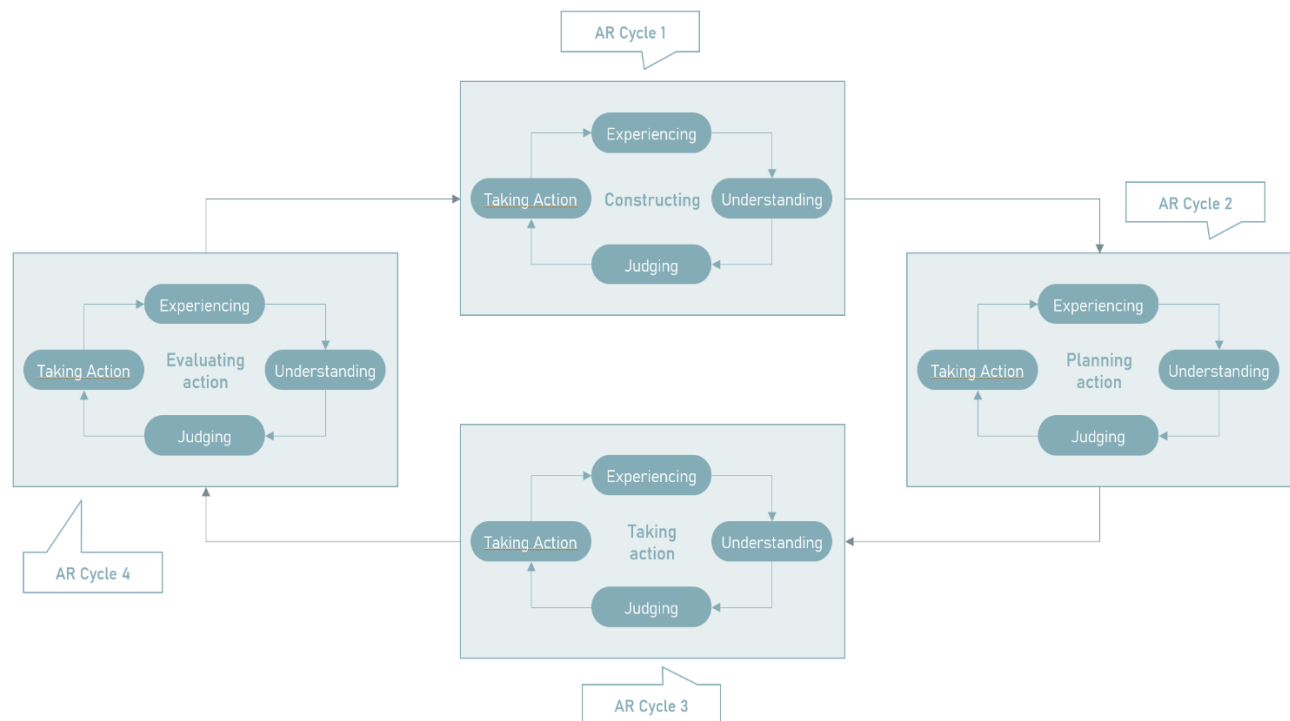 AR Cycle 1
Experiencing
Taking Action
Constructing
Understanding
Judging
AR Cycle 2
Experiencing
Taking Action
Planning
action
Understanding
Judging
Experiencing
Taking Action
Taking
action
Understanding
Judging
AR Cycle 3
Experiencing
Taking Action
Evaluating
action
Understanding
Judging
AR Cycle 4